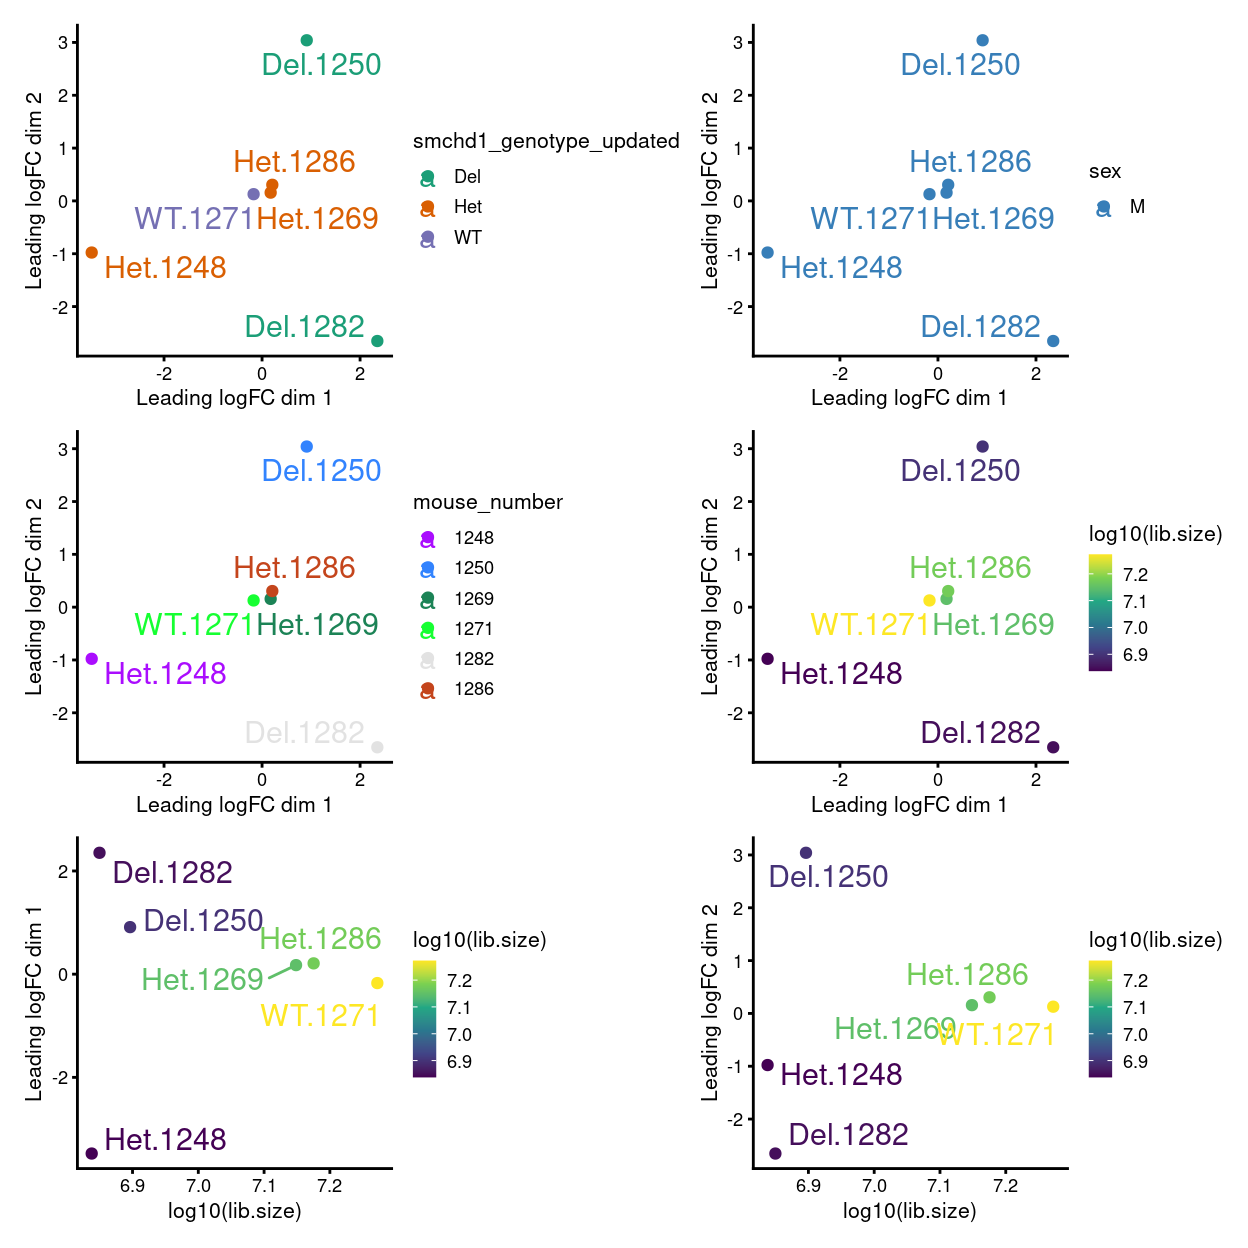 3
2
1
0
-1
-2
Leading logFC dim 2
Del.1250
Het.1286
WT.1271
Het.1269
Het.1248
Del.1282
-2
0
2
Leading logFC dim 1
smchd1_genotype_updated
a Del
a Het
a WT
3
2
1
0
-1
-2
Leading logFC dim 2
Del.1250
Het.1286
WT.1271
Het.1269
Het.1248
Del.1282
-2
0
2
Leading logFC dim 1
sex
a M
3
2
1
0
-1
-2
Leading logFC dim 2
Del.1250
Het.1286
WT.1271
Het.1269
Het.1248
Del.1282
-2
0
2
Leading logFC dim 1
mouse_number
a 1248
a 1250
a 1269
a 1271
a 1282
a 1286
3
2
1
0
-1
-2
Leading logFC dim 2
Del.1250
Het.1286
WT.1271
Het.1269
Het.1248
Del.1282
-2
0
2
Leading logFC dim 1
log10(lib.size)
7.2
7.1
7.0
6.9
2
0
-2
Leading logFC dim 1
Del.1282
Del.1250
Het.1286
Het.1269
WT.1271
Het.1248
6.9
7.0
7.1
7.2
log10(lib.size)
log10(lib.size)
7.2
7.1
7.0
6.9
3
2
1
0
-1
-2
Leading logFC dim 2
Del.1250
Het.1286
Het.1269
WT.1271
Het.1248
Del.1282
6.9
7.0
7.1
7.2
log10(lib.size)
log10(lib.size)
7.2
7.1
7.0
6.9